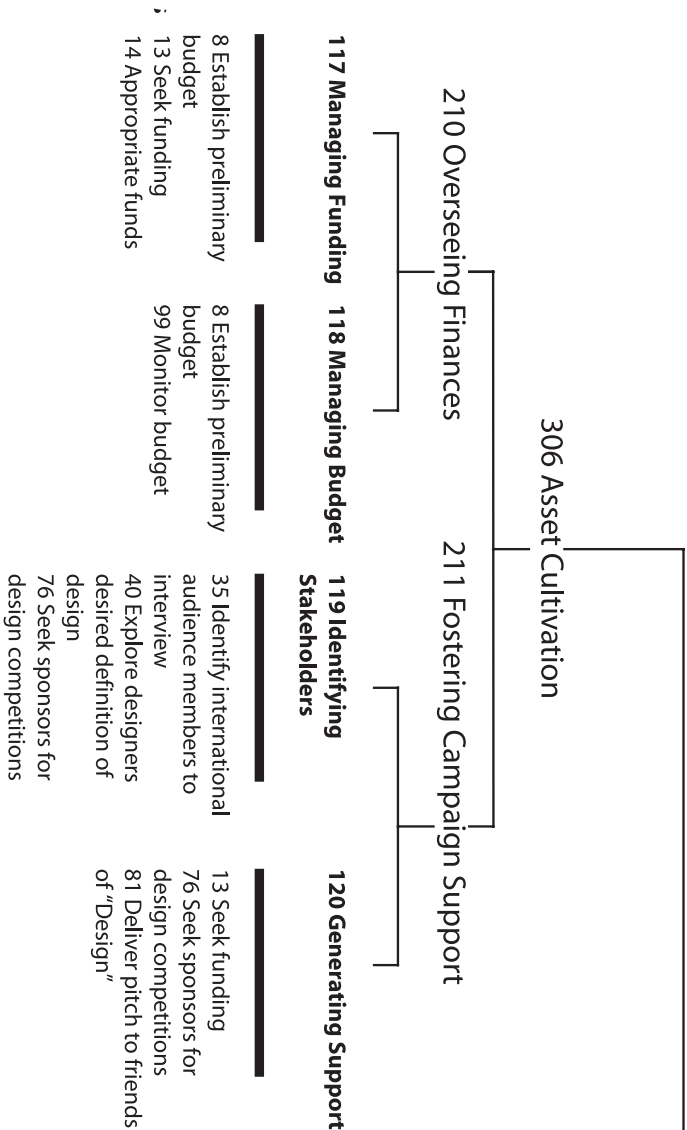 306 Asset Cultivation
210 Overseeing Finances
211 Fostering Campaign Support
117 Managing Funding
8 Establish preliminary
budget
13 Seek funding
14 Appropriate funds
118 Managing Budget
8 Establish preliminary
budget
99 Monitor budget
119 Identifying
Stakeholders
35 Identify international
audience members to
interview
40 Explore designers
desired definition of
design
76 Seek sponsors for
design competitions
120 Generating Support
13 Seek funding
76 Seek sponsors for
design competitions
81 Deliver pitch to friends
of “Design”